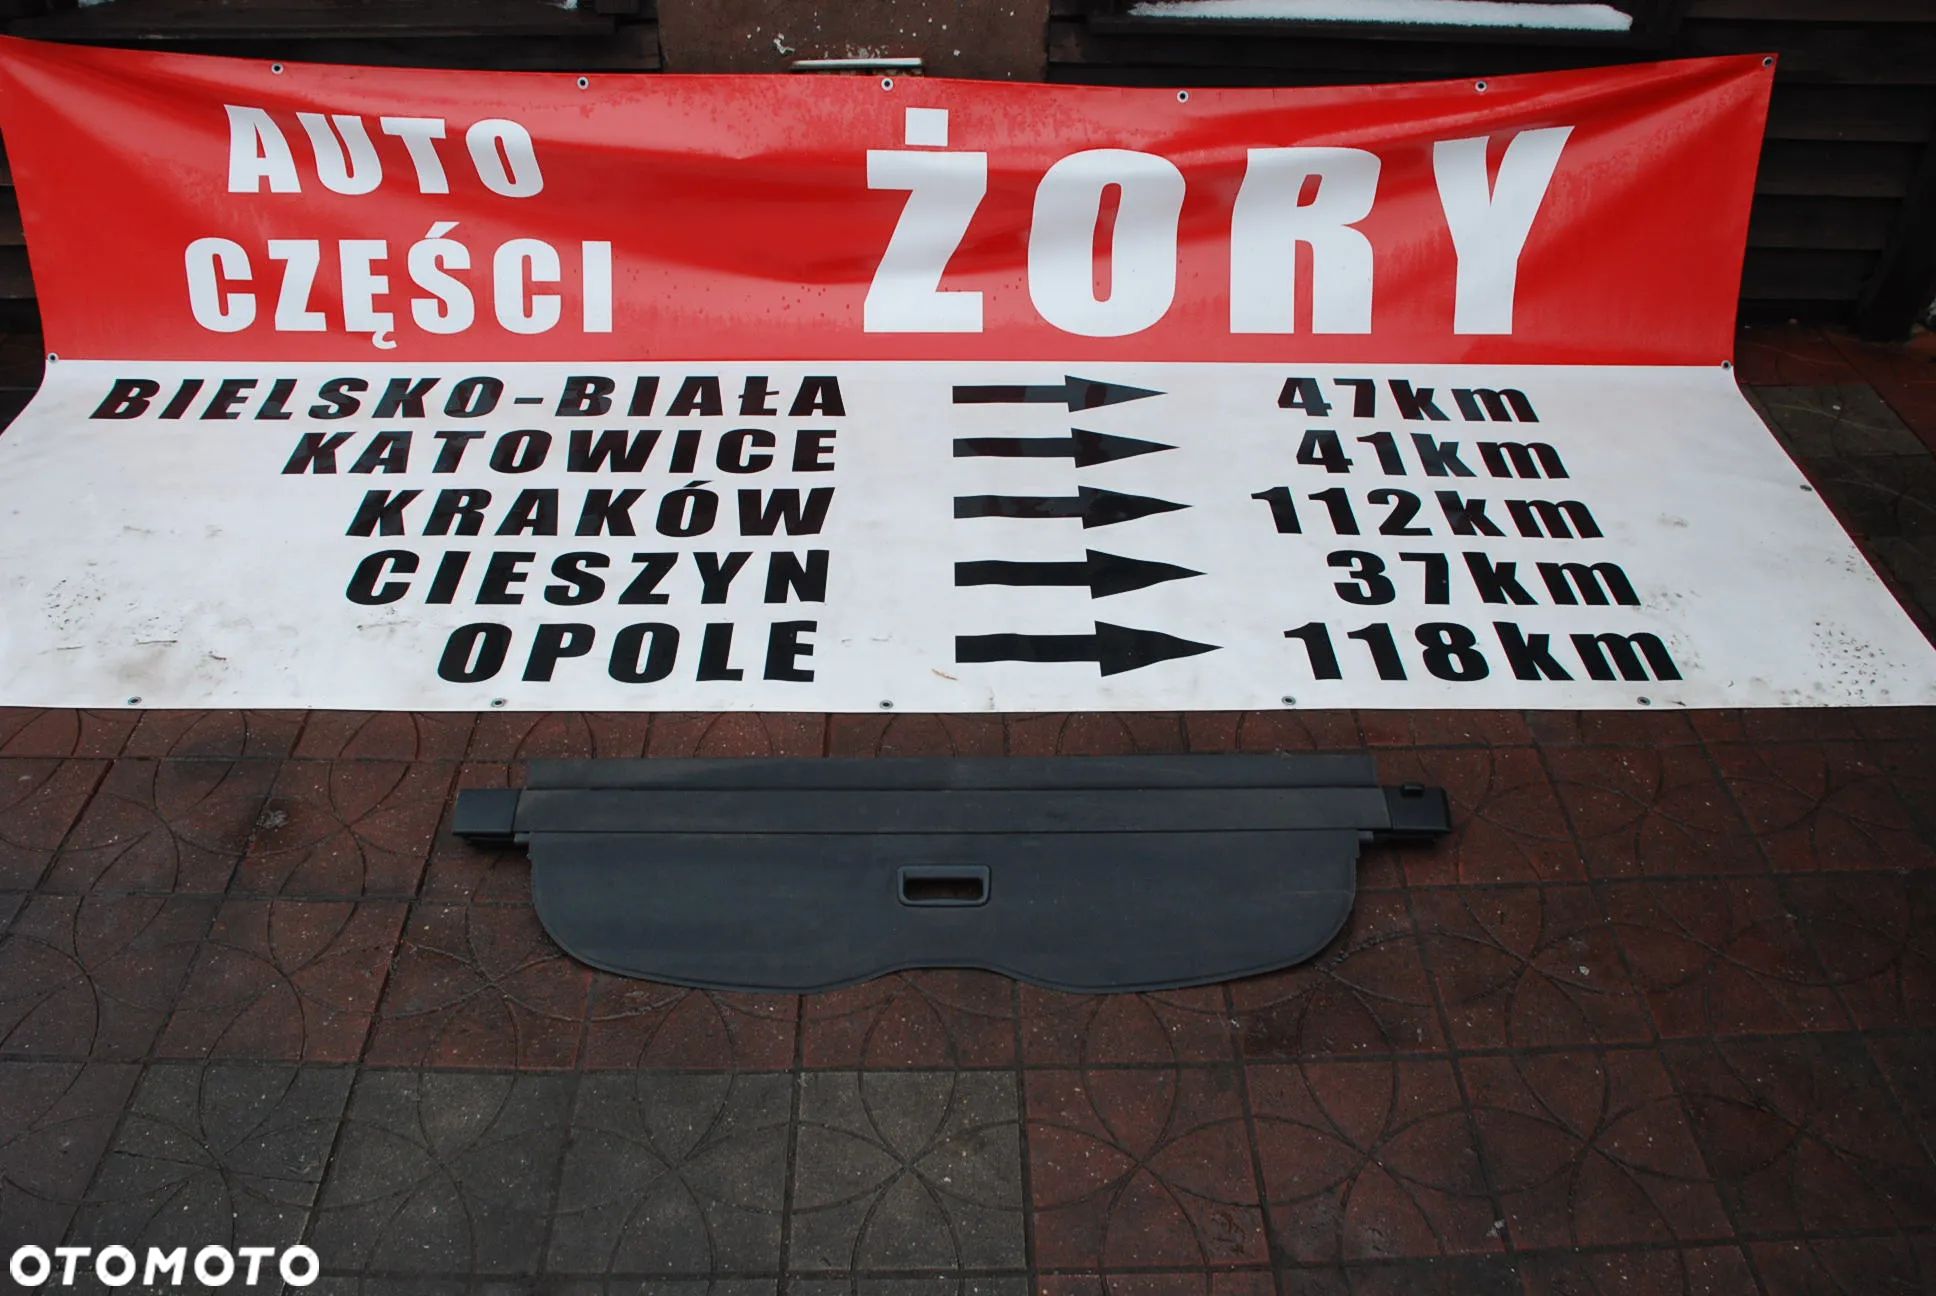 AUTO
CZĘŚCI
ŻORY
BIELSKO-BIAŁA 47km
KATOWICE 41km
KRAKÓW 112km
CIESZYN 37km
OPOLE 118km
OTOMOTO